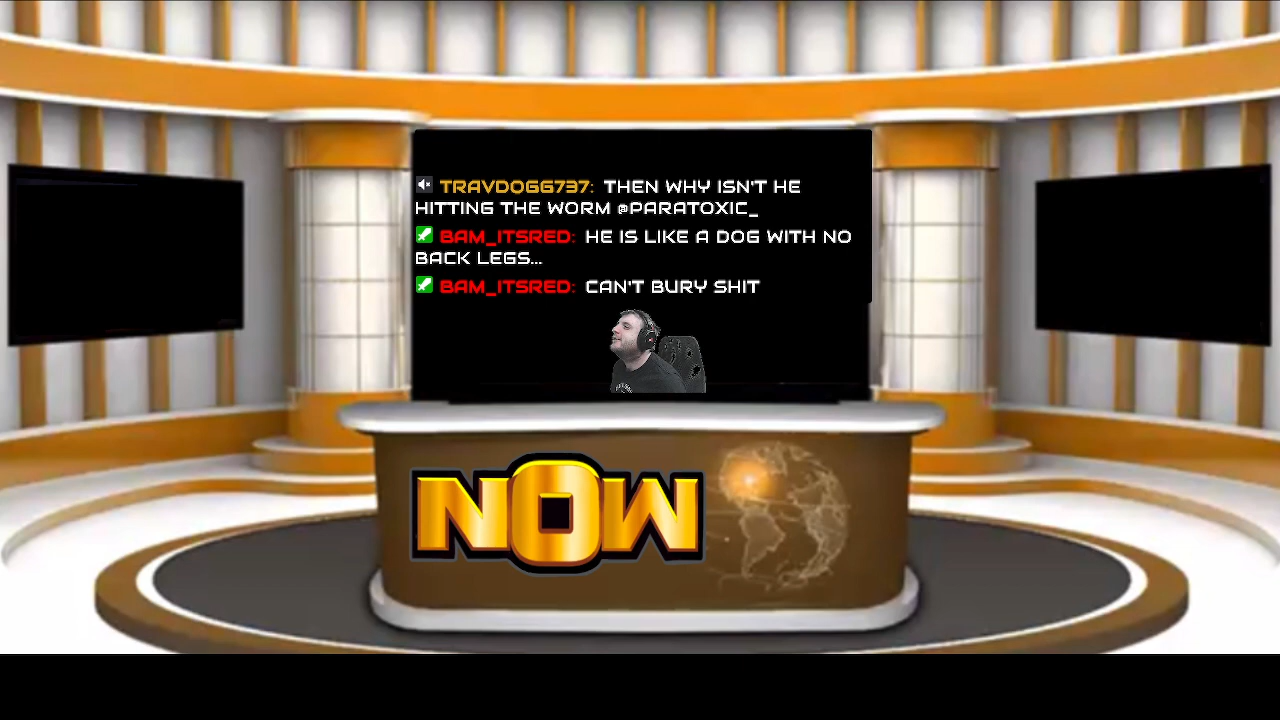 TRAVDOGG737: THEN WHY ISN'T HE
HITTING THE WORM @PARATOXIC_
BAM_ITSRED: HE IS LIKE A DOG WITH NO
BACK LEGS...
BAM_ITSRED: CAN'T BURY SHIT
NOW